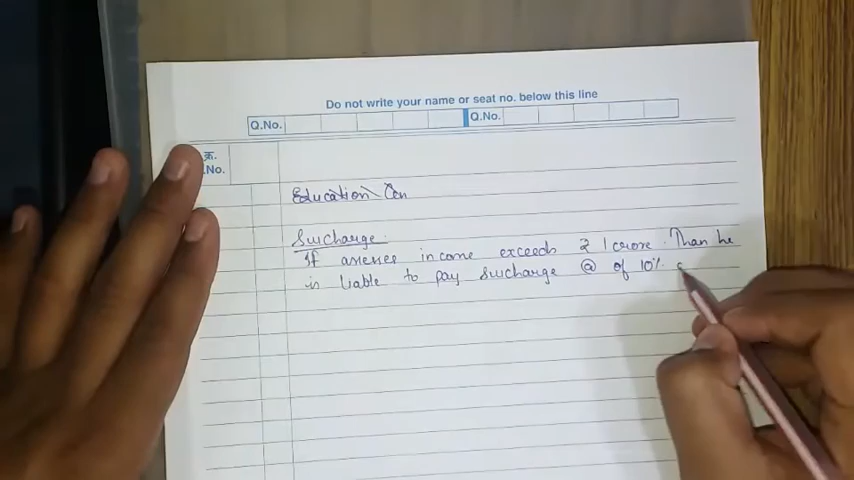 Do not write your name or seat no. below this line
Q.No. Q.No.
क्र.
.No.
Education Cen
Surcharge
If assesses income exceeds ₹ 1 crore. Than he
is liable to pay Surcharge @ of 10%